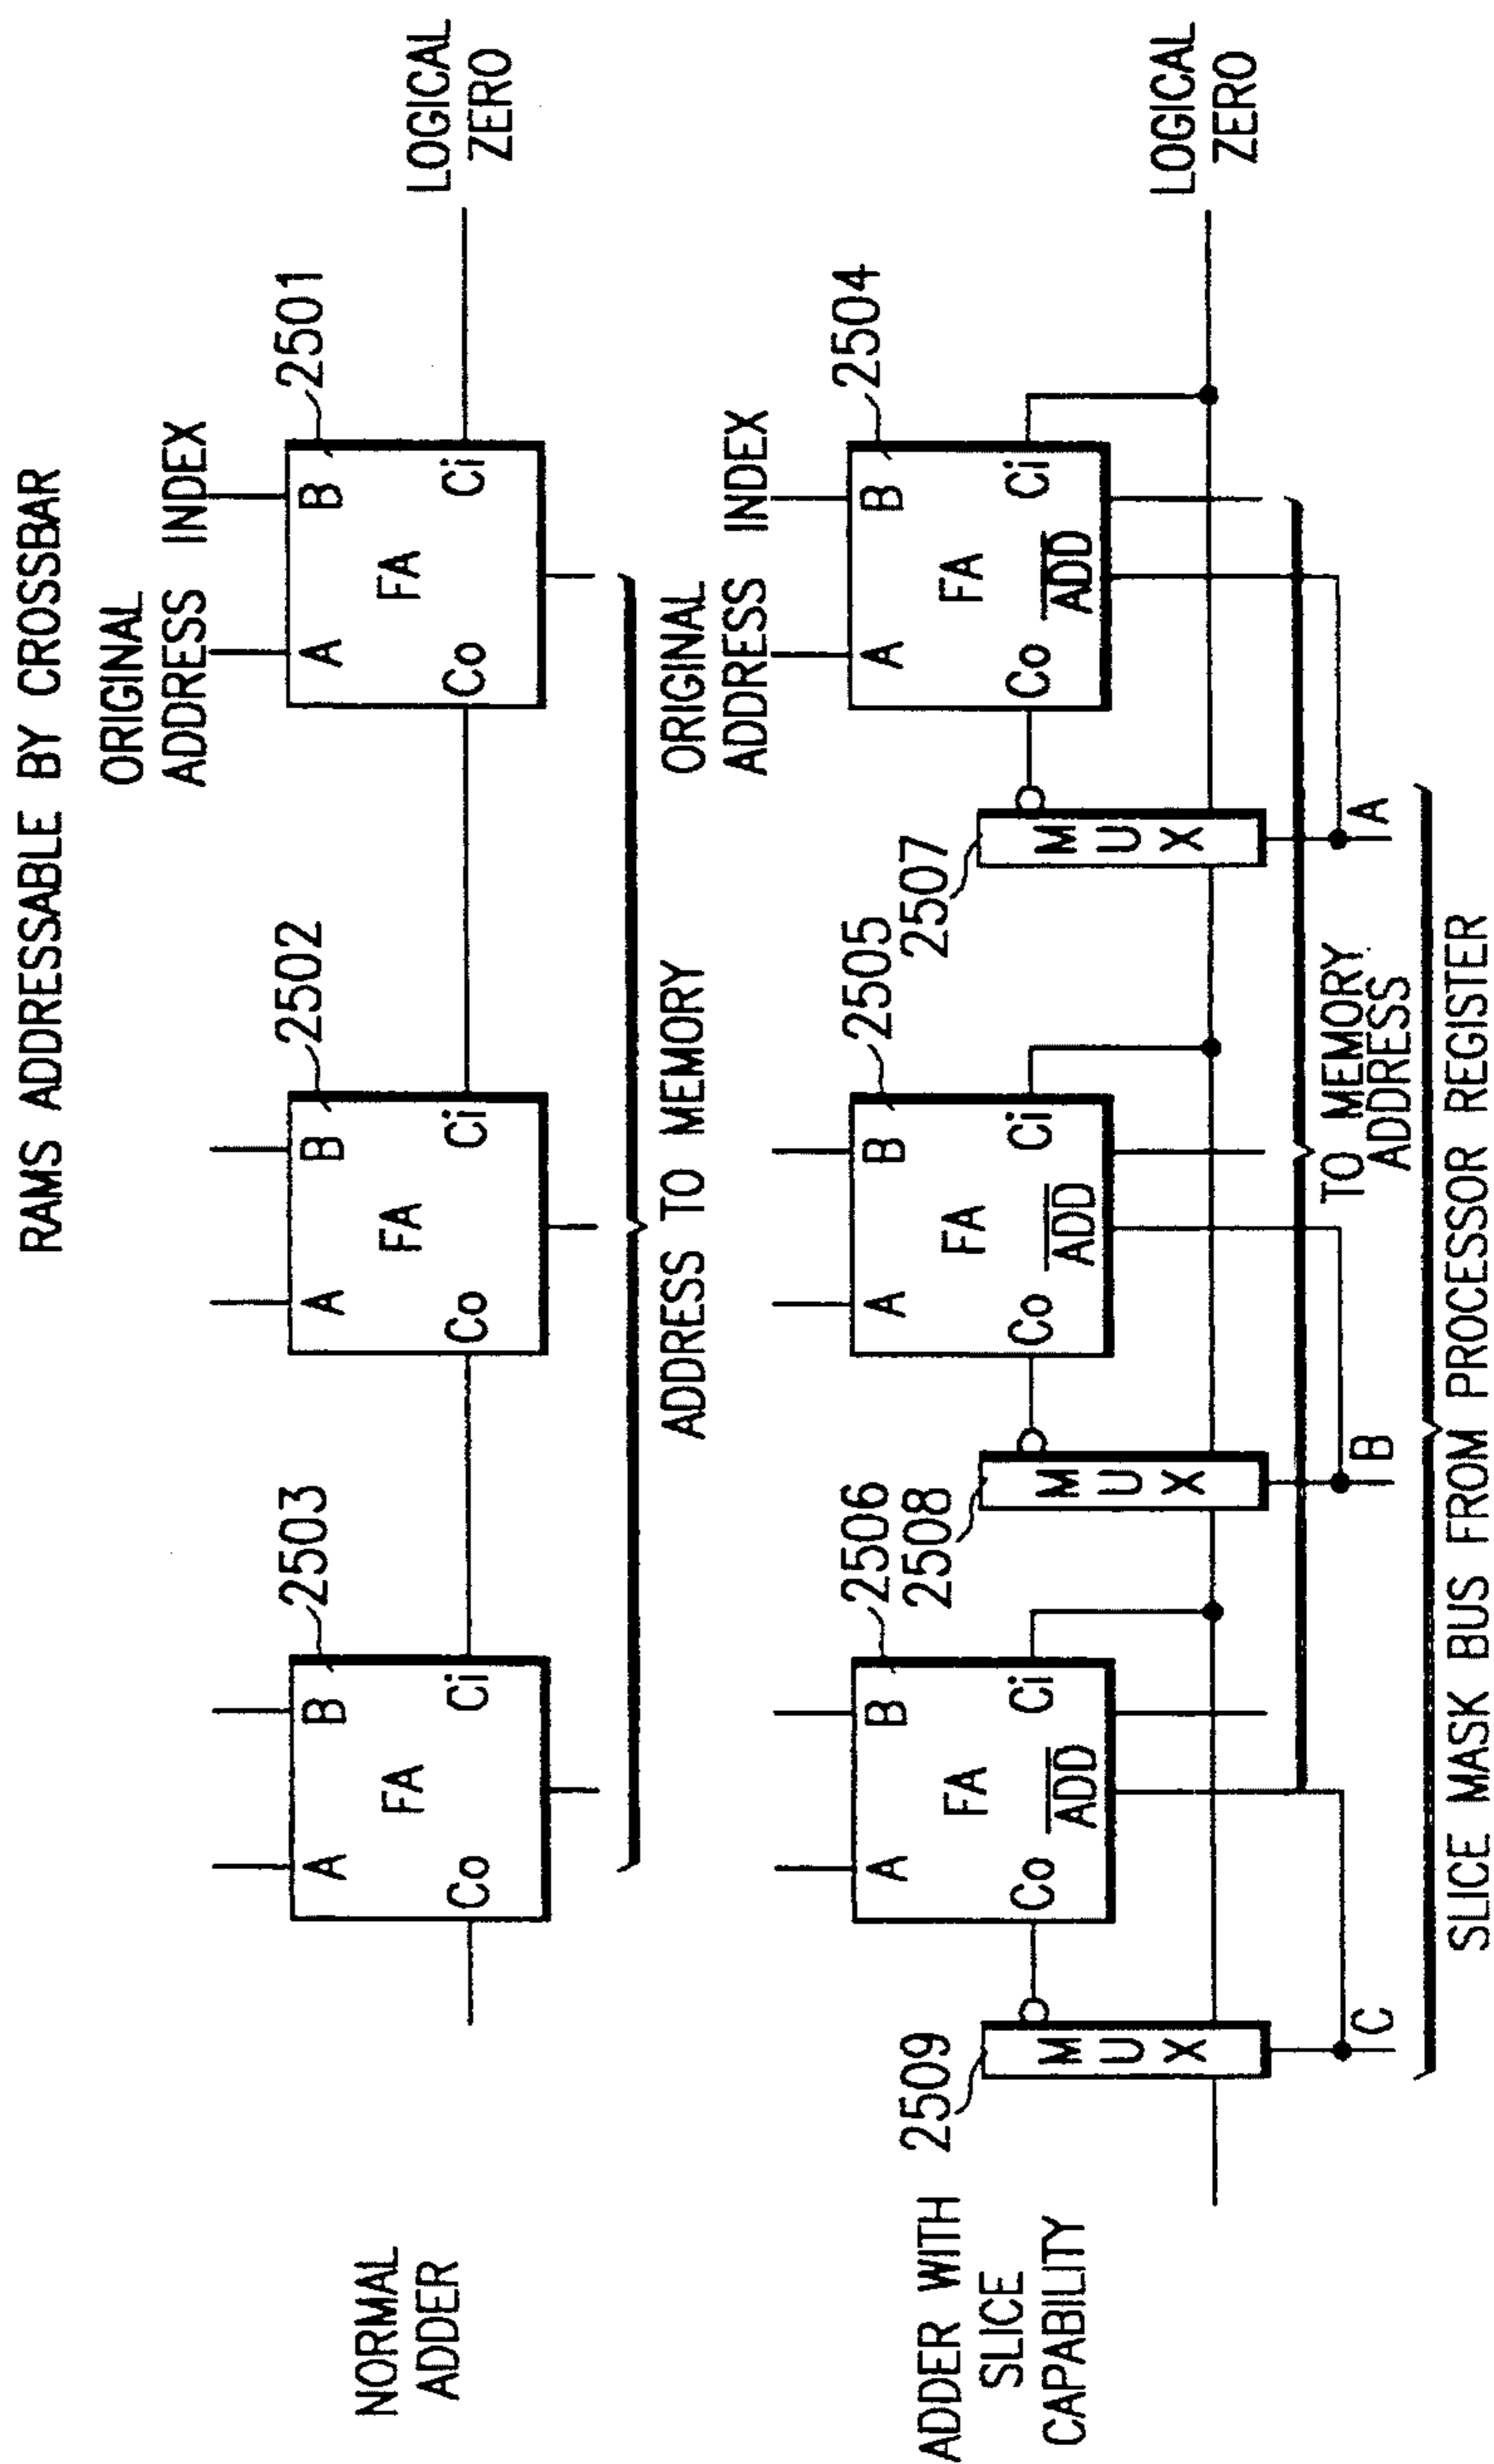 RAMS ADDRESSABLE BY CROSSBAR
ORIGINAL
ADDRESS INDEX
A B
FA
Co Ci
2503
A B
FA
Co Ci
2502
A B
FA
Co Ci
2501
LOGICAL
ZERO
NORMAL
ADDER
ADDRESS TO MEMORY
ORIGINAL
ADDRESS INDEX
2506
2505
2504
A B
FA
Co Ci
ADD
A B
FA
Co Ci
ADD
A B
FA
Co Ci
ADD
LOGICAL
ZERO
2509
2508
2507
MUX
MUX
MUX
ADDER WITH
SLICE
CAPABILITY
TO MEMORY
ADDRESS
C
B
A
SLICE MASK BUS FROM PROCESSOR REGISTER